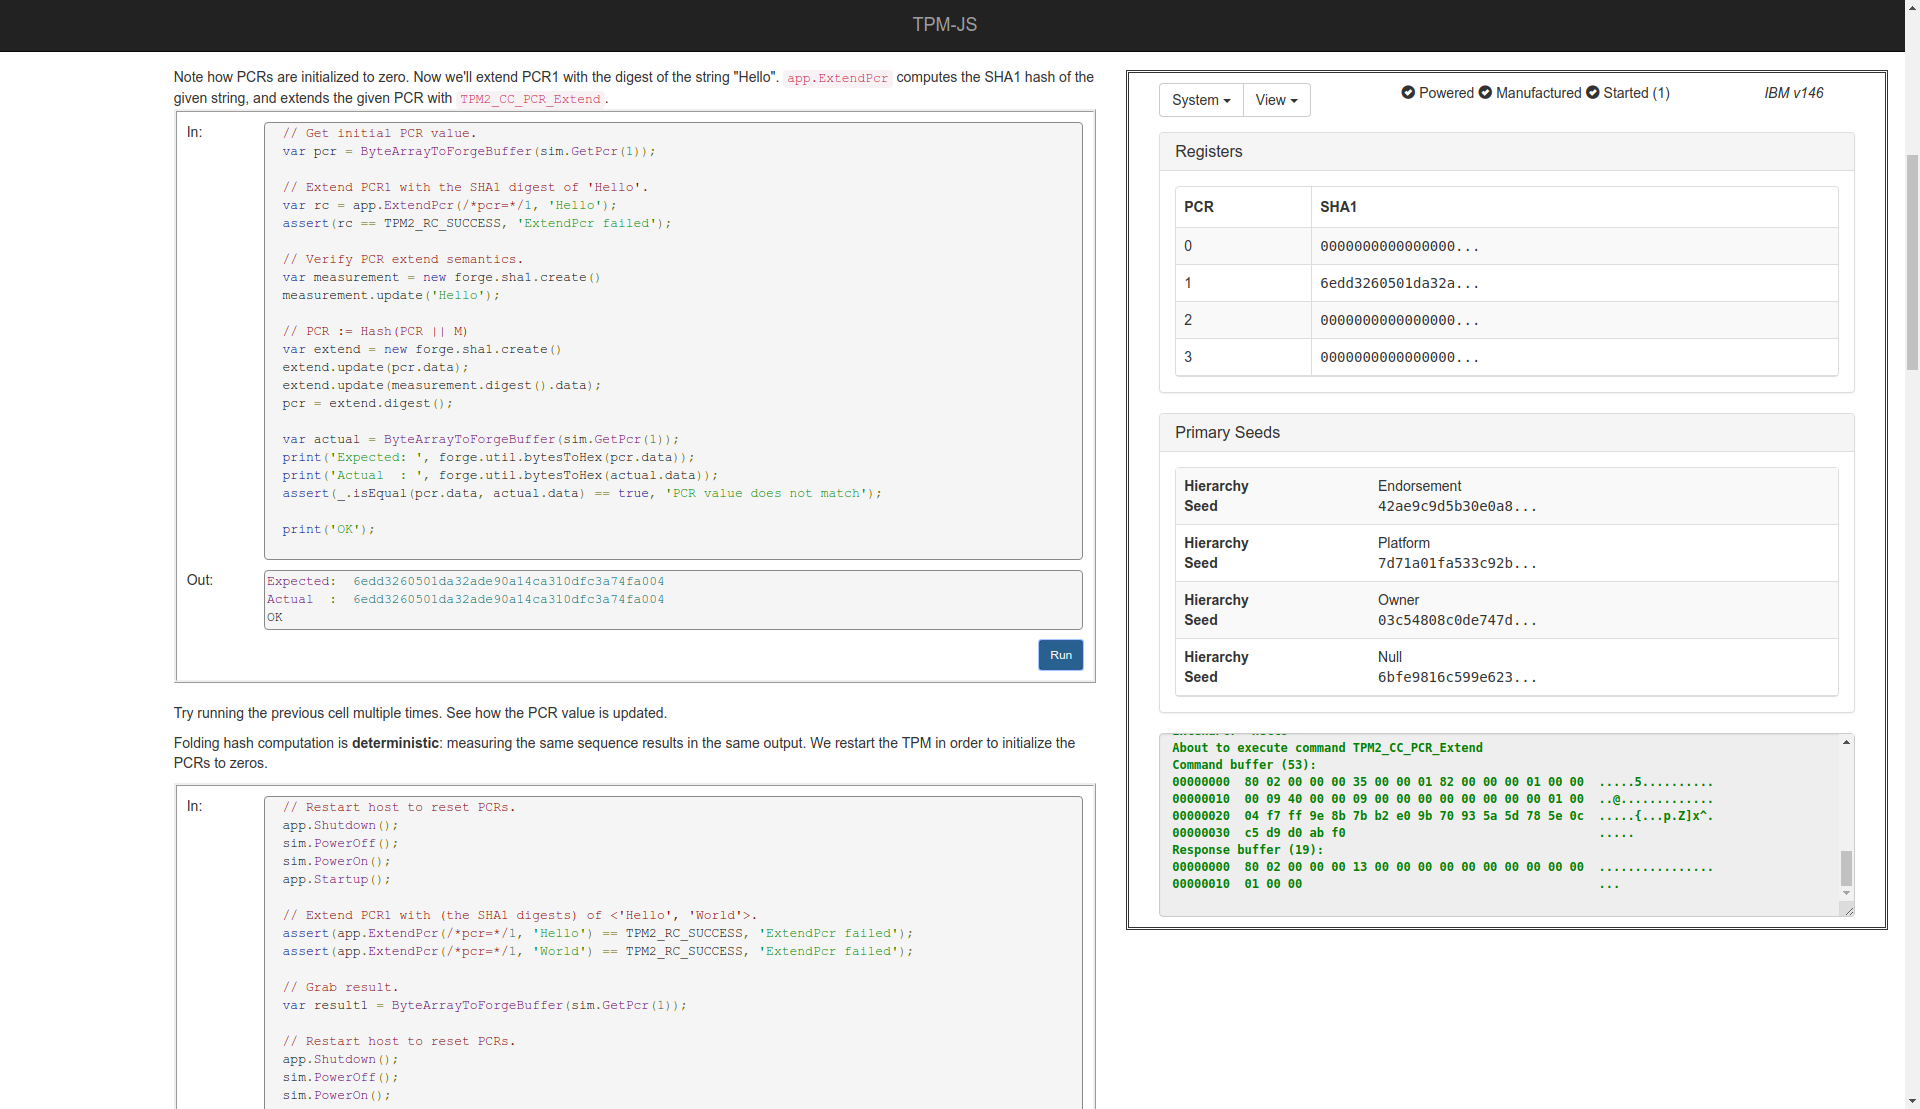 TPM-JS
Note how PCRs are initialized to zero. Now we'll extend PCR1 with the digest of the string "Hello". app.ExtendPcr computes the SHA1 hash of the
given string, and extends the given PCR with TPM2_CC_PCR_Extend.
In:
// Get initial PCR value.
var pcr = ByteArrayToForgeBuffer(sim.GetPcr(1));
// Extend PCR1 with the SHA1 digest of 'Hello'.
var rc = app.ExtendPcr(/*pcr=*/1, 'Hello');
assert(rc == TPM2_RC_SUCCESS, 'ExtendPcr failed');
// Verify PCR extend semantics.
var measurement = new forge.sha1.create()
measurement.update('Hello');
// PCR := Hash(PCR || M)
var extend = new forge.sha1.create()
extend.update(pcr.data);
extend.update(measurement.digest().data);
pcr = extend.digest();
var actual = ByteArrayToForgeBuffer(sim.GetPcr(1));
print('Expected: ', forge.util.bytesToHex(pcr.data));
print('Actual  : ', forge.util.bytesToHex(actual.data));
assert(_.isEqual(pcr.data, actual.data) == true, 'PCR value does not match');
print('OK');
Out:
Expected:  6edd3260501da32ade90a14ca310dfc3a74fa004
Actual  :  6edd3260501da32ade90a14ca310dfc3a74fa004
OK
Run
Try running the previous cell multiple times. See how the PCR value is updated.
Folding hash computation is deterministic: measuring the same sequence results in the same output. We restart the TPM in order to initialize the
PCRs to zeros.
In:
// Restart host to reset PCRs.
app.Shutdown();
sim.PowerOff();
sim.PowerOn();
app.Startup();
// Extend PCR1 with (the SHA1 digests) of <'Hello', 'World'>.
assert(app.ExtendPcr(/*pcr=*/1, 'Hello') == TPM2_RC_SUCCESS, 'ExtendPcr failed');
assert(app.ExtendPcr(/*pcr=*/1, 'World') == TPM2_RC_SUCCESS, 'ExtendPcr failed');
// Grab result.
var result1 = ByteArrayToForgeBuffer(sim.GetPcr(1));
// Restart host to reset PCRs.
app.Shutdown();
sim.PowerOff();
sim.PowerOn();
System View Powered Manufactured Started (1) IBM v146
Registers
PCR SHA1
0 0000000000000000...
1 6edd3260501da32a...
2 0000000000000000...
3 0000000000000000...
Primary Seeds
Hierarchy Endorsement
Seed 42ae9c9d5b30e0a8...
Hierarchy Platform
Seed 7d71a01fa533c92b...
Hierarchy Owner
Seed 03c54808c0de747d...
Hierarchy Null
Seed 6bfe9816c599e623...
About to execute command TPM2_CC_PCR_Extend
Command buffer (53):
00000000  80 02 00 00 00 35 00 00 01 82 00 00 00 01 00 00  .....5..........
00000010  00 09 40 00 00 09 00 00 00 00 00 00 00 00 01 00  ..@.............
00000020  04 f7 ff 9e 8b 7b b2 e0 9b 70 93 5a 5d 78 5e 0c  .....{...p.Z]x^.
00000030  c5 d9 d0 ab f0  .....
Response buffer (19):
00000000  80 02 00 00 00 13 00 00 00 00 00 00 00 00 00 00  ................
00000010  01 00 00  ...